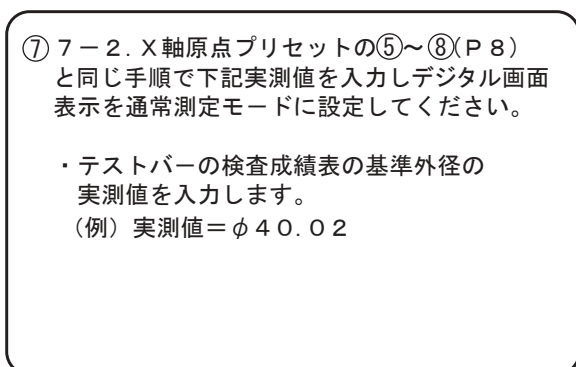 ⑦ ７－２．Ｘ軸原点プリセットの⑤～⑧(Ｐ８)
と同じ手順で下記実測値を入力しデジタル画面
表示を通常測定モードに設定してください。
・テストバーの検査成績表の基準外径の
実測値を入力します。
（例）実測値＝φ４０.０２